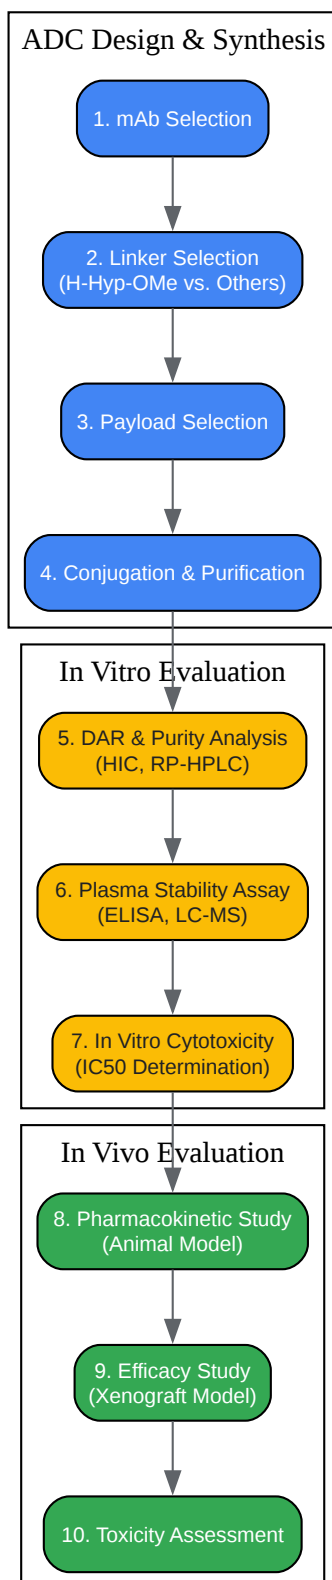 ADC Design & Synthesis
1. mAb Selection
2. Linker Selection
(H-Hyp-OMe vs. Others)
3. Payload Selection
4. Conjugation & Purification
In Vitro Evaluation
5. DAR & Purity Analysis
(HIC, RP-HPLC)
6. Plasma Stability Assay
(ELISA, LC-MS)
7. In Vitro Cytotoxicity
(IC50 Determination)
In Vivo Evaluation
8. Pharmacokinetic Study
(Animal Model)
9. Efficacy Study
(Xenograft Model)
10. Toxicity Assessment